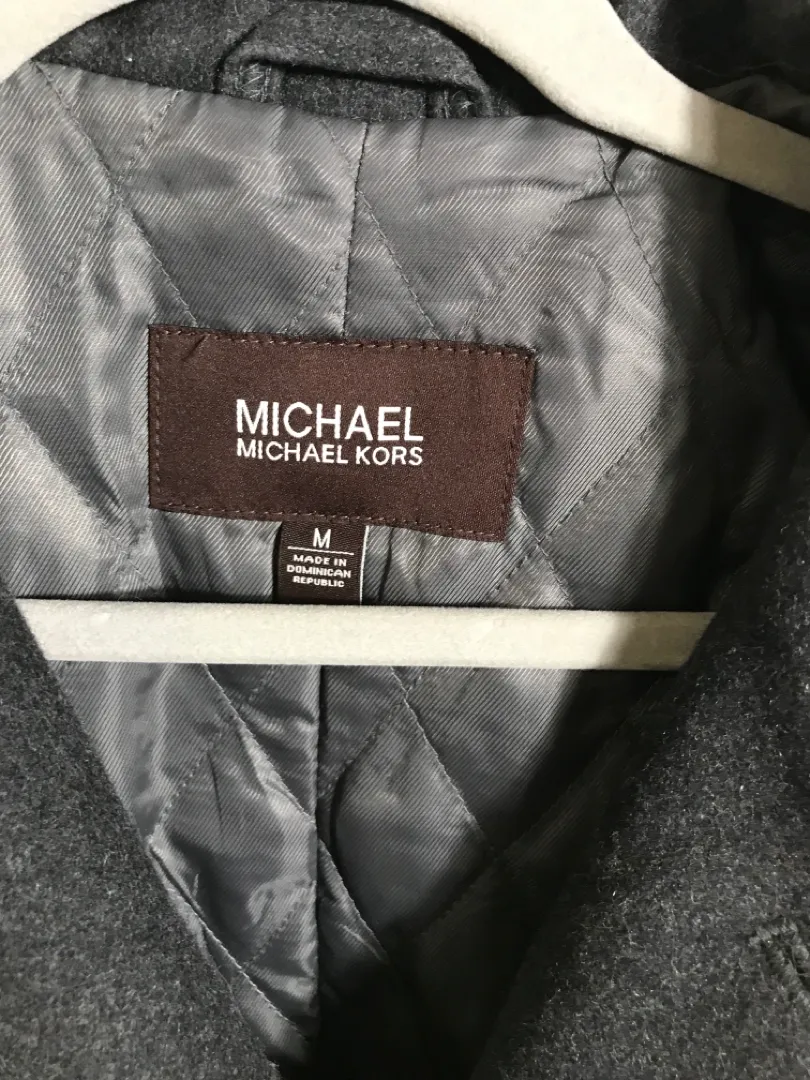 MICHAEL
MICHAEL KORS
M
MADE IN
DOMINICAN
REPUBLIC